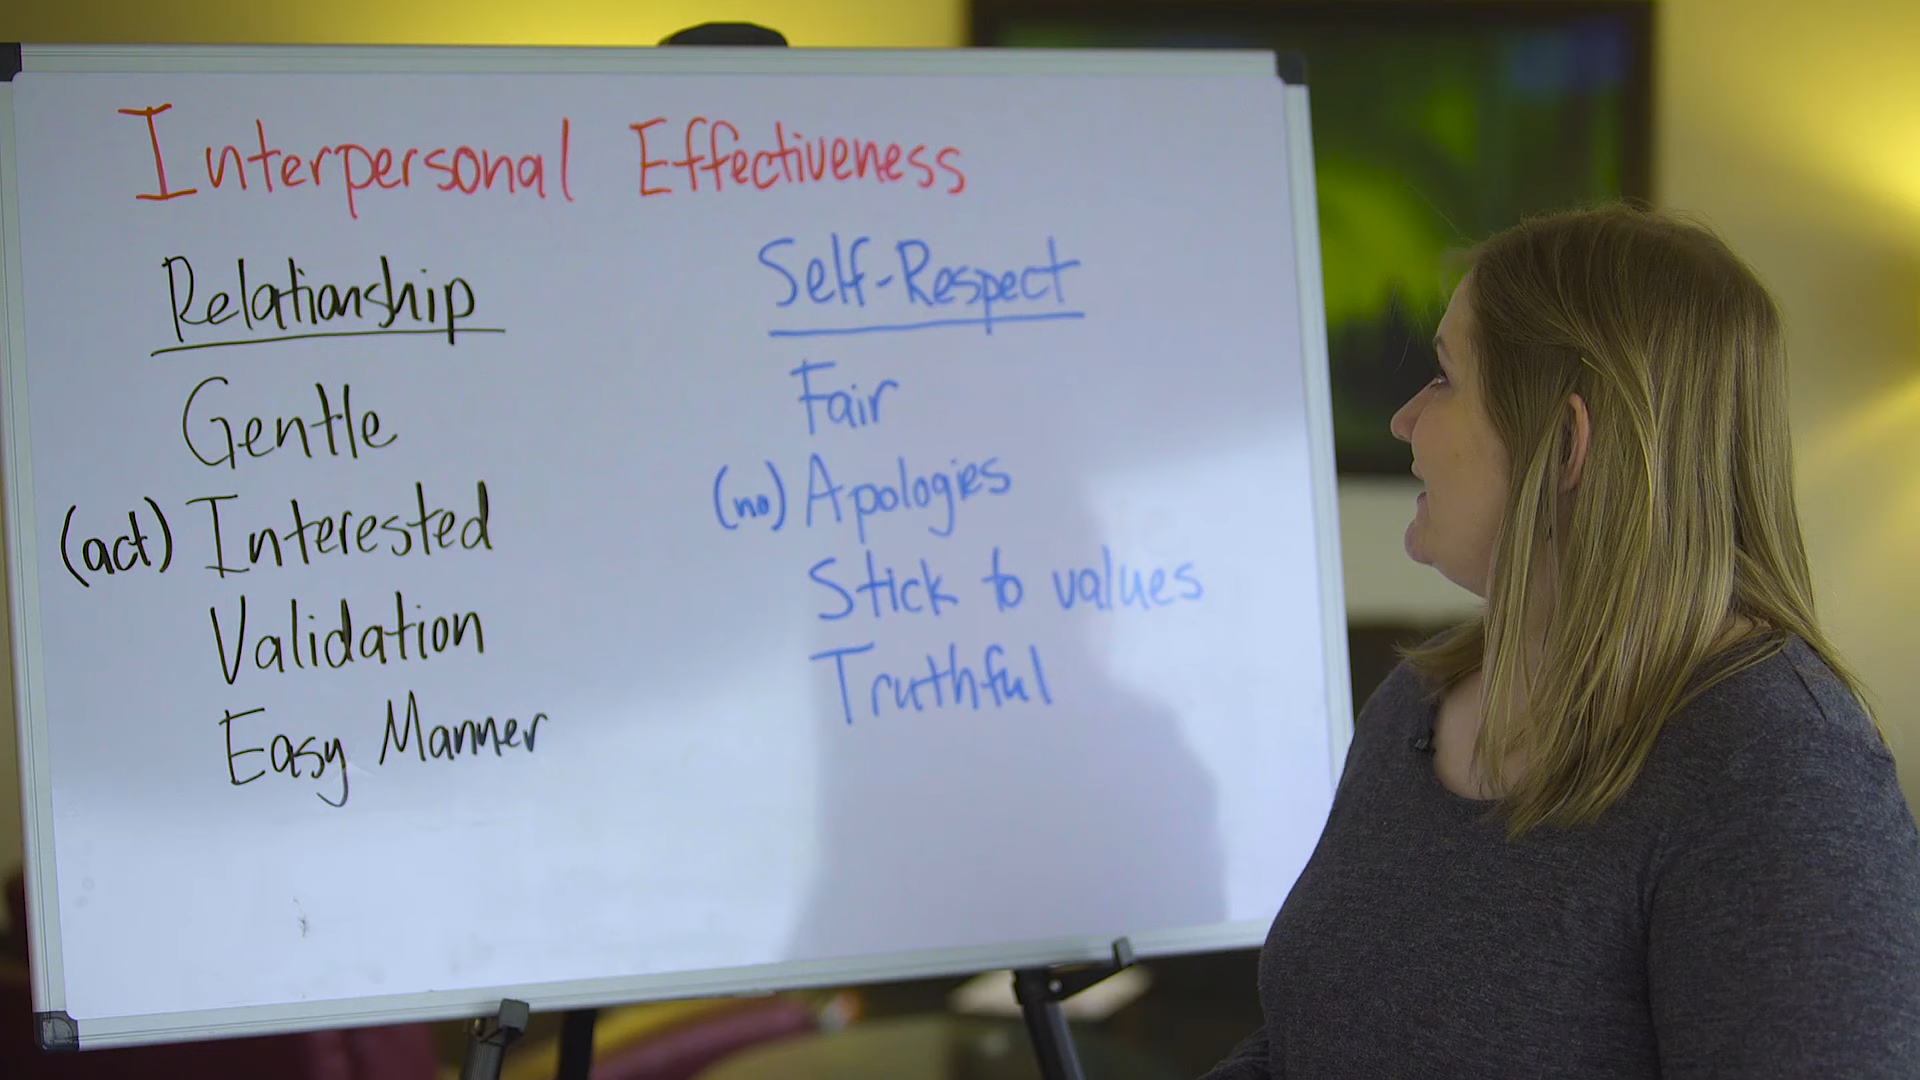 Interpersonal Effectiveness
Relationship
Gentle
(act) Interested
Validation
Easy Manner
Self-Respect
Fair
(no) Apologies
Stick to values
Truthful